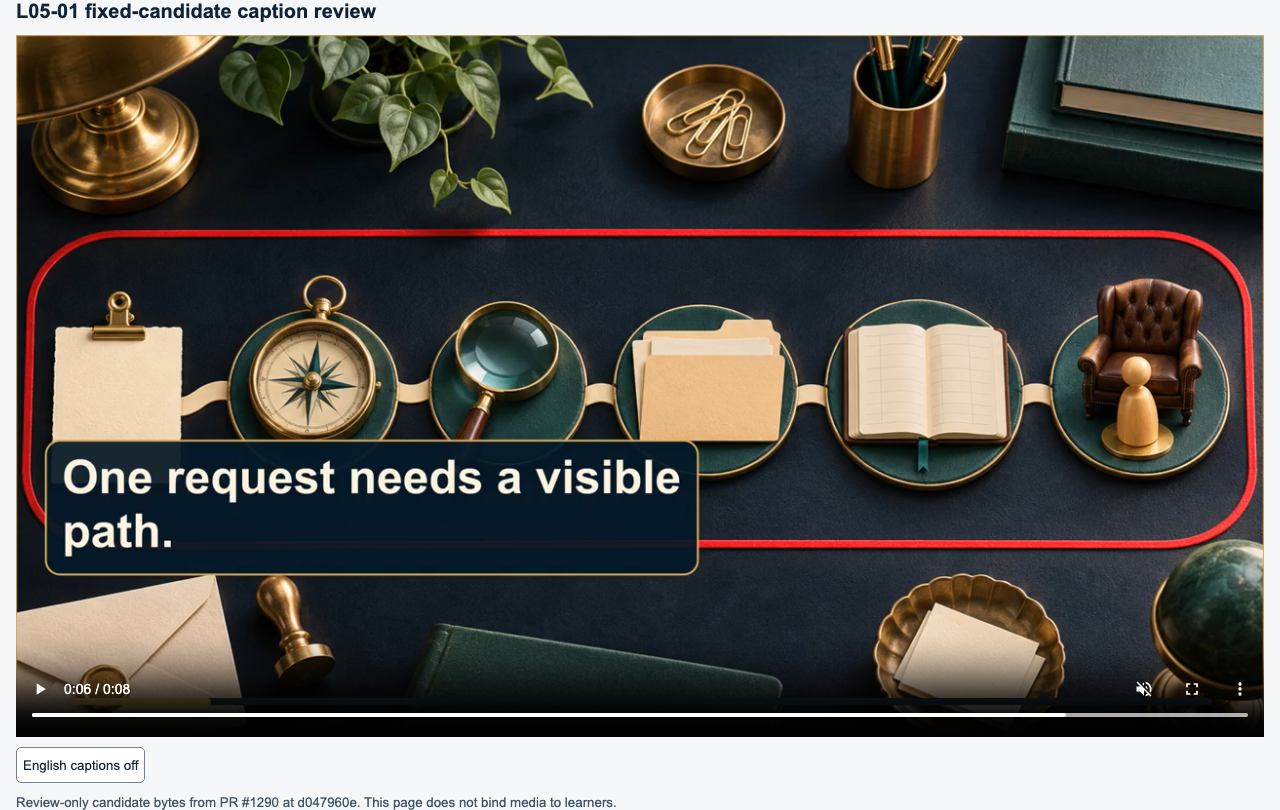 L05-01 fixed-candidate caption review
One request needs a visible
path.
0:06 / 0:08
English captions off
Review-only candidate bytes from PR #1290 at d047960e. This page does not bind media to learners.